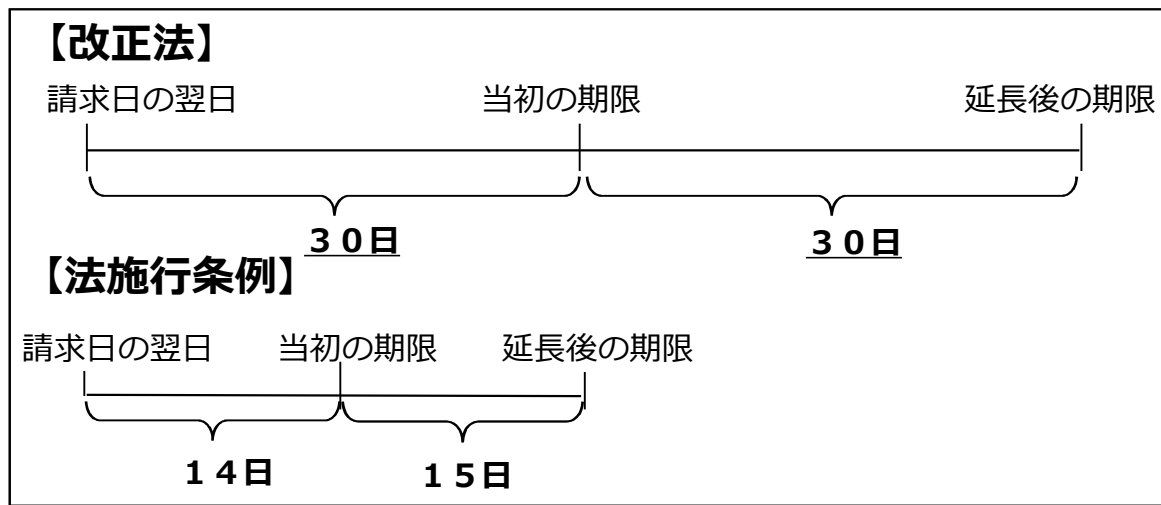 【改正法】
請求日の翌日 当初の期限 延長後の期限
３０日 ３０日
【法施行条例】
請求日の翌日 当初の期限 延長後の期限
１４日 １５日